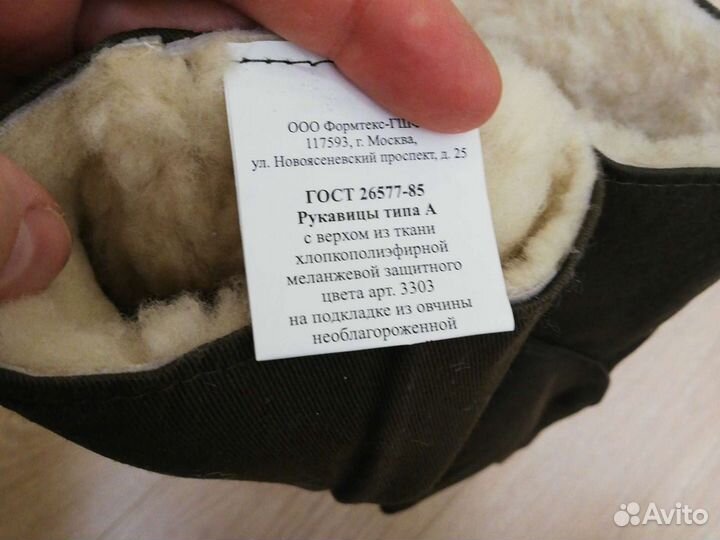 ООО Формтекс-ГШО
117593, г. Москва,
ул. Новоясеневский проспект, д. 25
ГОСТ 26577-85
Рукавицы типа А
с верхом из ткани
хлопкополиэфирной
меланжевой защитного
цвета арт. 3303
на подкладке из овчины
необлагороженной
Avito